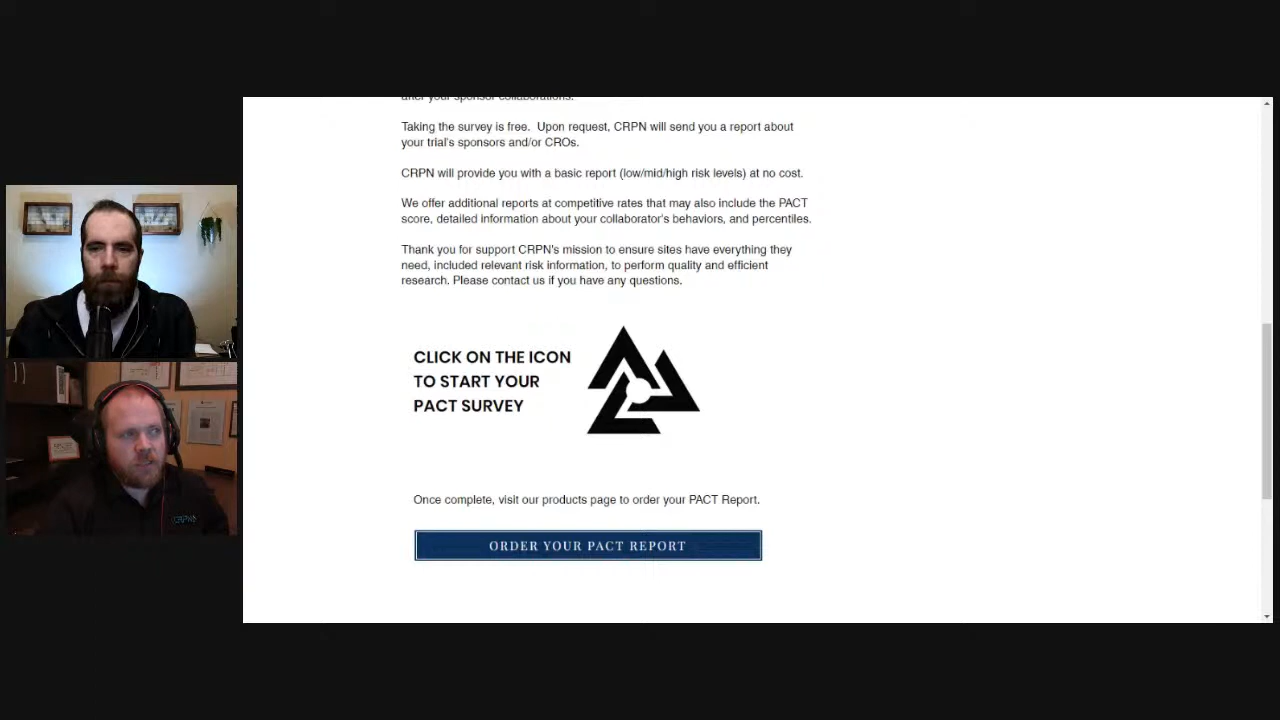 after your sponsor collaborations.
Taking the survey is free.  Upon request, CRPN will send you a report about
your trial's sponsors and/or CROs.
CRPN will provide you with a basic report (low/mid/high risk levels) at no cost.
We offer additional reports at competitive rates that may also include the PACT
score, detailed information about your collaborator's behaviors, and percentiles.
Thank you for support CRPN's mission to ensure sites have everything they
need, included relevant risk information, to perform quality and efficient
research. Please contact us if you have any questions.
CLICK ON THE ICON
TO START YOUR
PACT SURVEY
Once complete, visit our products page to order your PACT Report.
ORDER YOUR PACT REPORT
CRPN